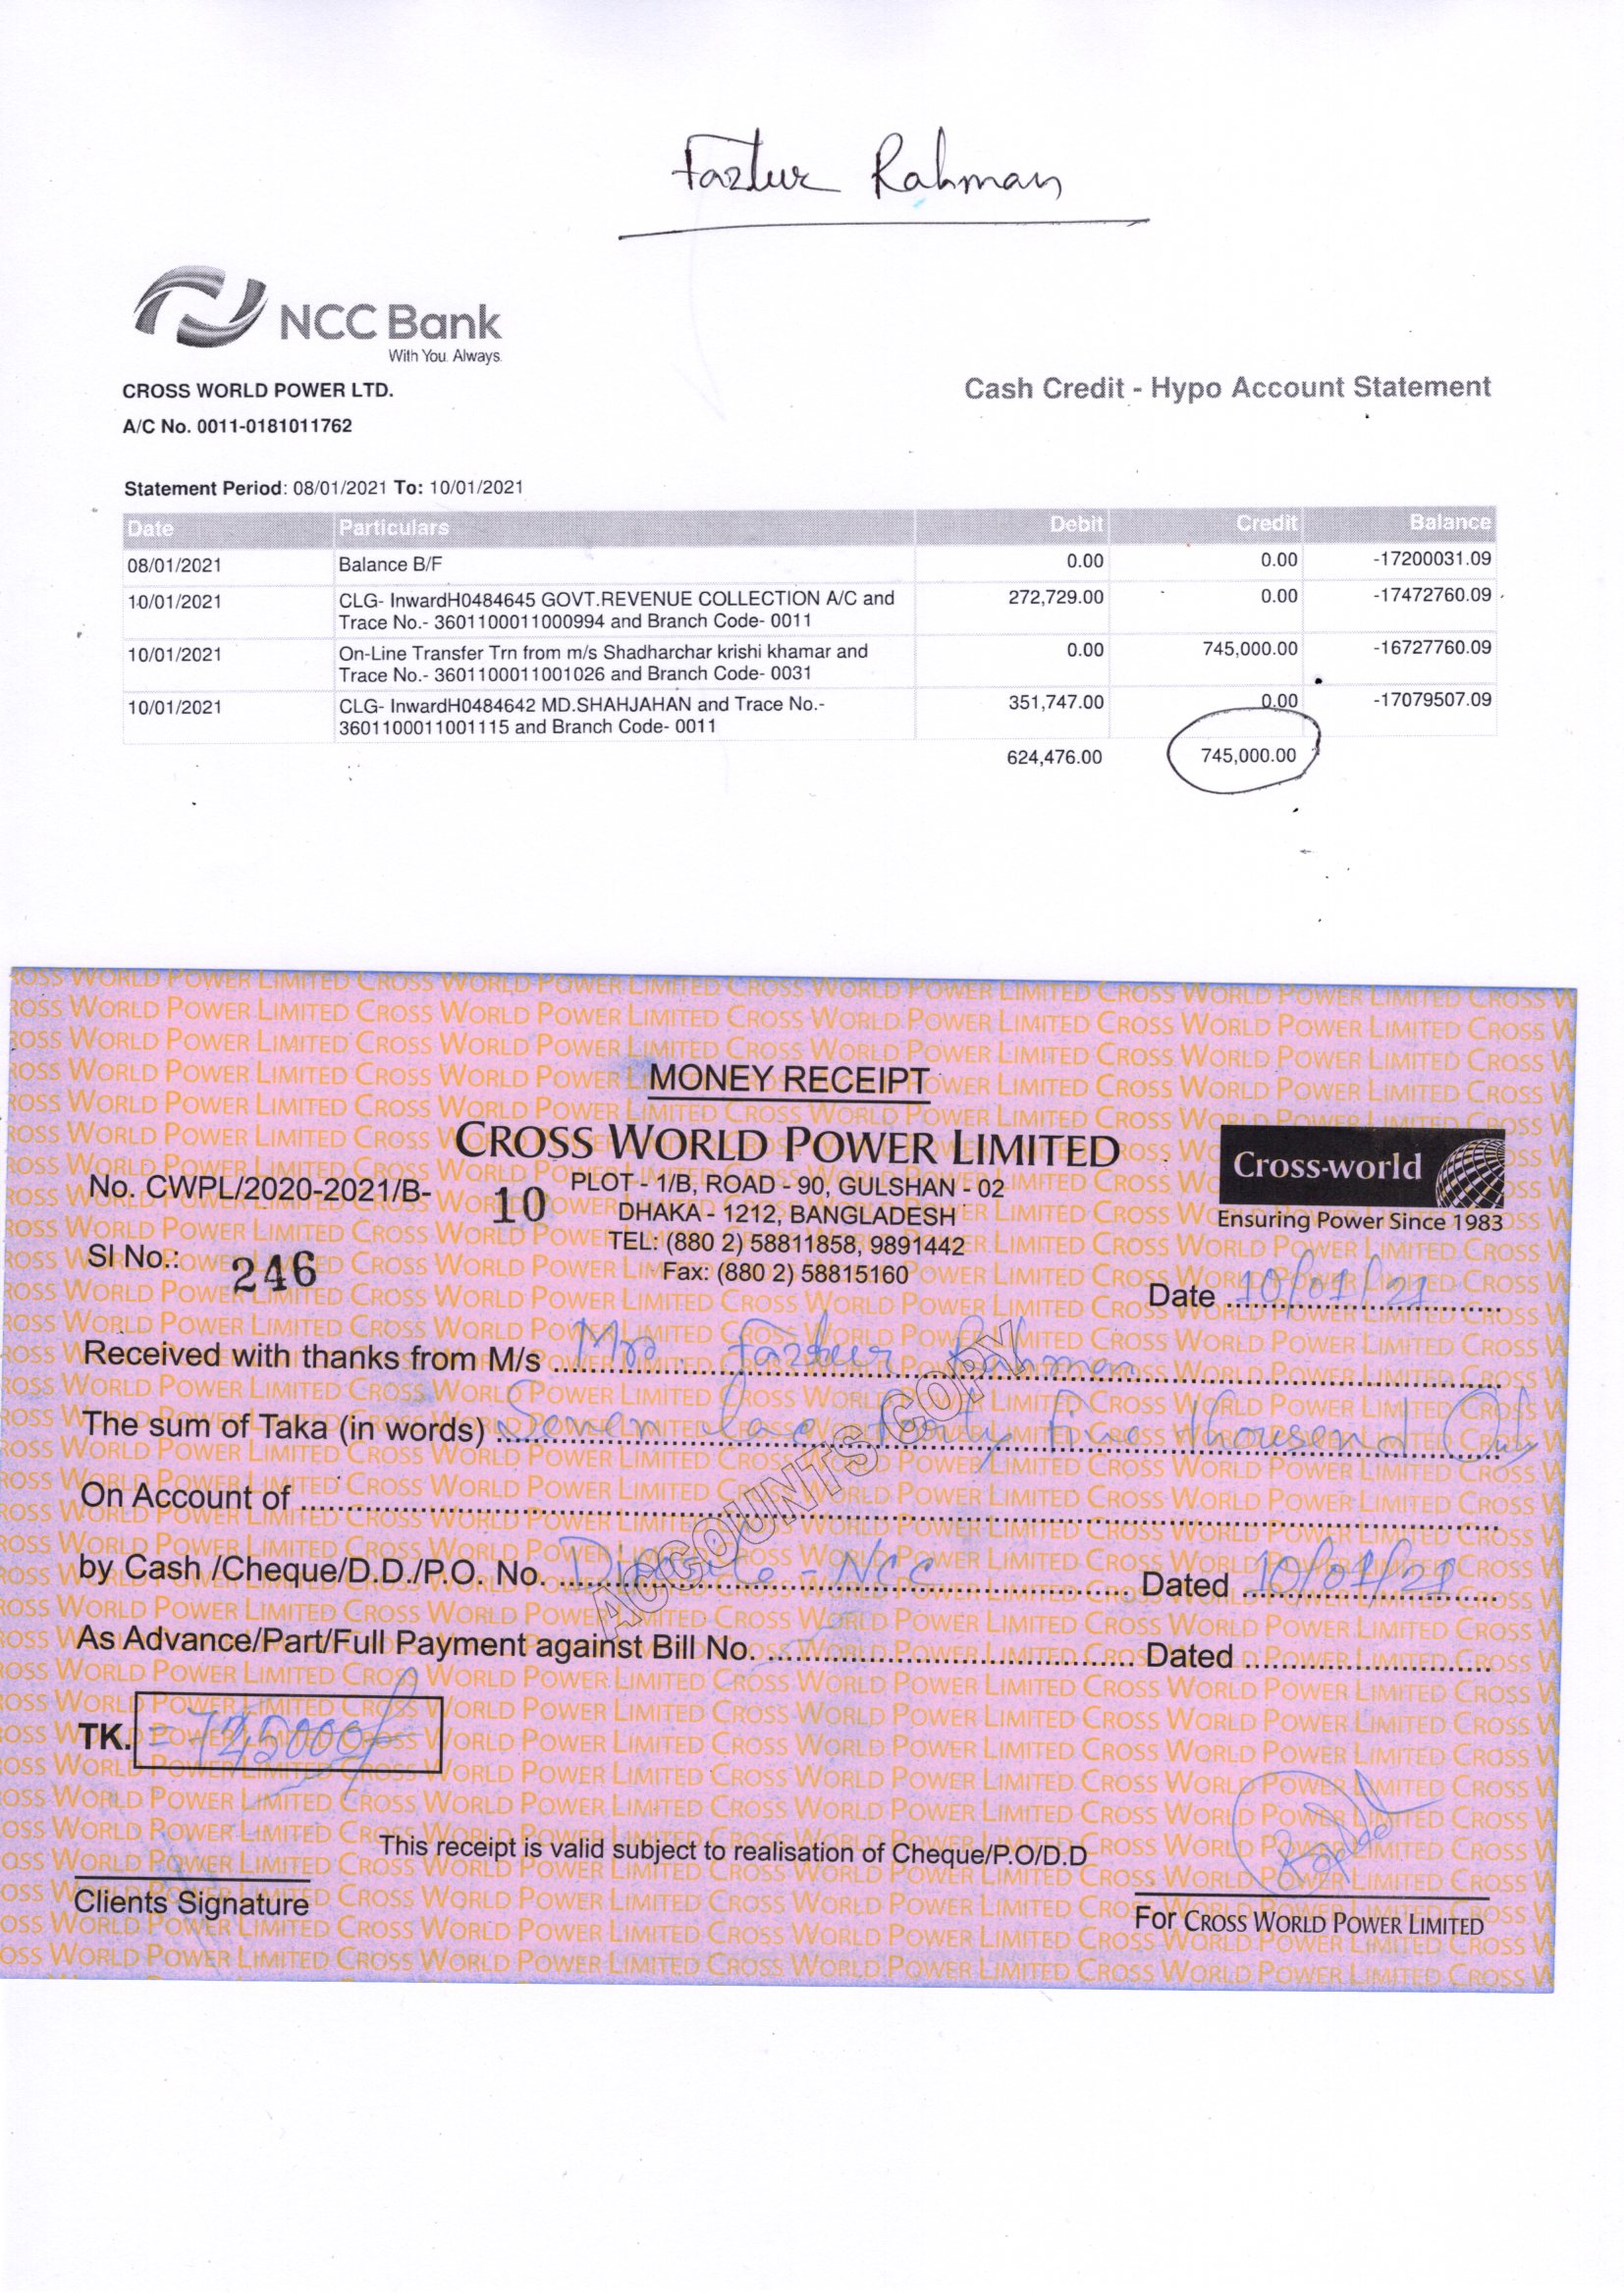 Fazlur Rahman
NCC Bank
With You. Always.
CROSS WORLD POWER LTD.
Cash Credit - Hypo Account Statement
A/C No. 0011-0181011762
Statement Period: 08/01/2021 To: 10/01/2021
Date Particulars Debit Credit Balance
08/01/2021 Balance B/F 0.00 0.00 -17200031.09
10/01/2021 CLG- InwardH0484645 GOVT.REVENUE COLLECTION A/C and 272,729.00 0.00 -17472760.09
Trace No.- 3601100011000994 and Branch Code- 0011
10/01/2021 On-Line Transfer Trn from m/s Shadharchar krishi khamar and 0.00 745,000.00 -16727760.09
Trace No.- 3601100011001026 and Branch Code- 0031
10/01/2021 CLG- InwardH0484642 MD.SHAHJAHAN and Trace No.- 351,747.00 0.00 -17079507.09
3601100011001115 and Branch Code- 0011
624,476.00 745,000.00
MONEY RECEIPT
CROSS WORLD POWER LIMITED
Cross-world
Ensuring Power Since 1983
No. CWPL/2020-2021/B- 10
PLOT - 1/B, ROAD - 90, GULSHAN - 02
DHAKA - 1212, BANGLADESH
TEL: (880 2) 58811858, 9891442
Fax: (880 2) 58815160
Sl No.: 246
Date 10/01/21
Received with thanks from M/s Mr. Fazlur Rahman
The sum of Taka (in words) Seven lac forty five thousend Only
On Account of
by Cash /Cheque/D.D./P.O. No. - NCC Dated 10/01/21
ACCOUNTS COPY
As Advance/Part/Full Payment against Bill No. Dated
TK. = 745000/
This receipt is valid subject to realisation of Cheque/P.O/D.D
Clients Signature
For CROSS WORLD POWER LIMITED